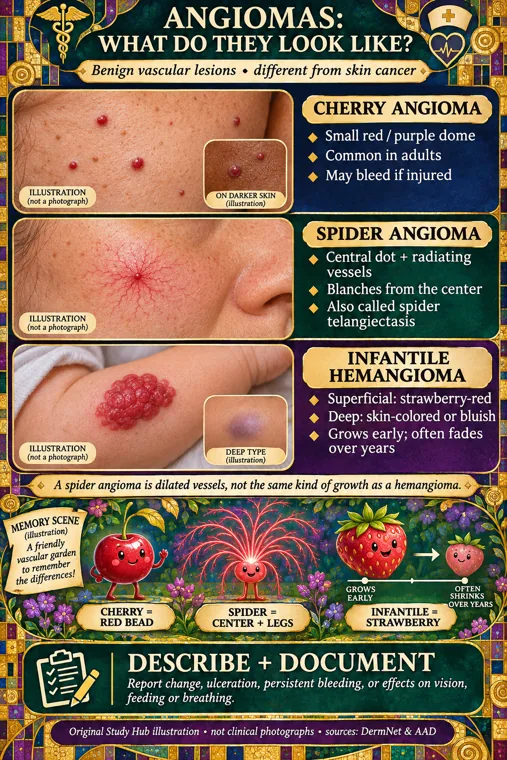 ANGIOMAS:
WHAT DO THEY LOOK LIKE?
Benign vascular lesions • different from skin cancer
ILLUSTRATION
(not a photograph)
ON DARKER SKIN
(illustration)
CHERRY ANGIOMA
Small red / purple dome
Common in adults
May bleed if injured
ILLUSTRATION
(not a photograph)
SPIDER ANGIOMA
Central dot + radiating
vessels
Blanches from the center
Also called spider
telangiectasis
ILLUSTRATION
(not a photograph)
DEEP TYPE
(illustration)
INFANTILE
HEMANGIOMA
Superficial: strawberry-red
Deep: skin-colored or bluish
Grows early; often fades
over years
A spider angioma is dilated vessels, not the same kind of growth as a hemangioma.
MEMORY SCENE
(illustration)
A friendly
vascular garden
to remember
the differences!
CHERRY =
RED BEAD
SPIDER =
CENTER + LEGS
GROWS
EARLY
OFTEN
SHRINKS
OVER YEARS
INFANTILE =
STRAWBERRY
DESCRIBE + DOCUMENT
Report change, ulceration, persistent bleeding, or effects on vision,
feeding or breathing.
Original Study Hub illustration • not clinical photographs • sources: DermNet & AAD